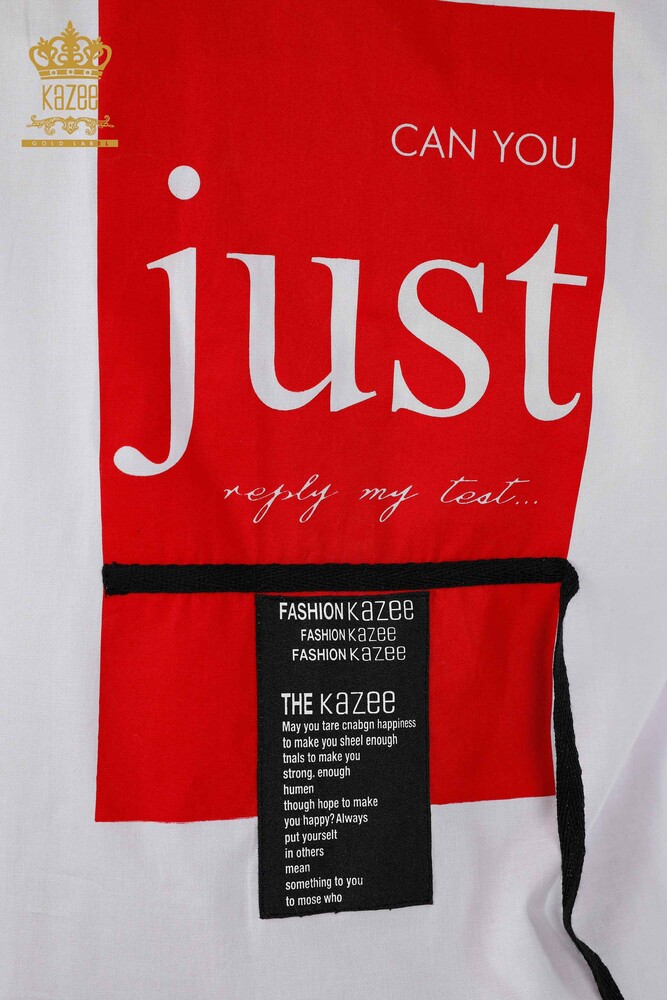 kazee
GOLD LABEL
CAN YOU
just
reply my test...
FASHION kazee
FASHION kazee
FASHION kazee
THE kazee
May you tare cnabgn happiness
to make you sheel enough
tnals to make you
strong. enough
humen
though hope to make
you happy? Always
put yourselt
in others
mean
something to you
to mose who